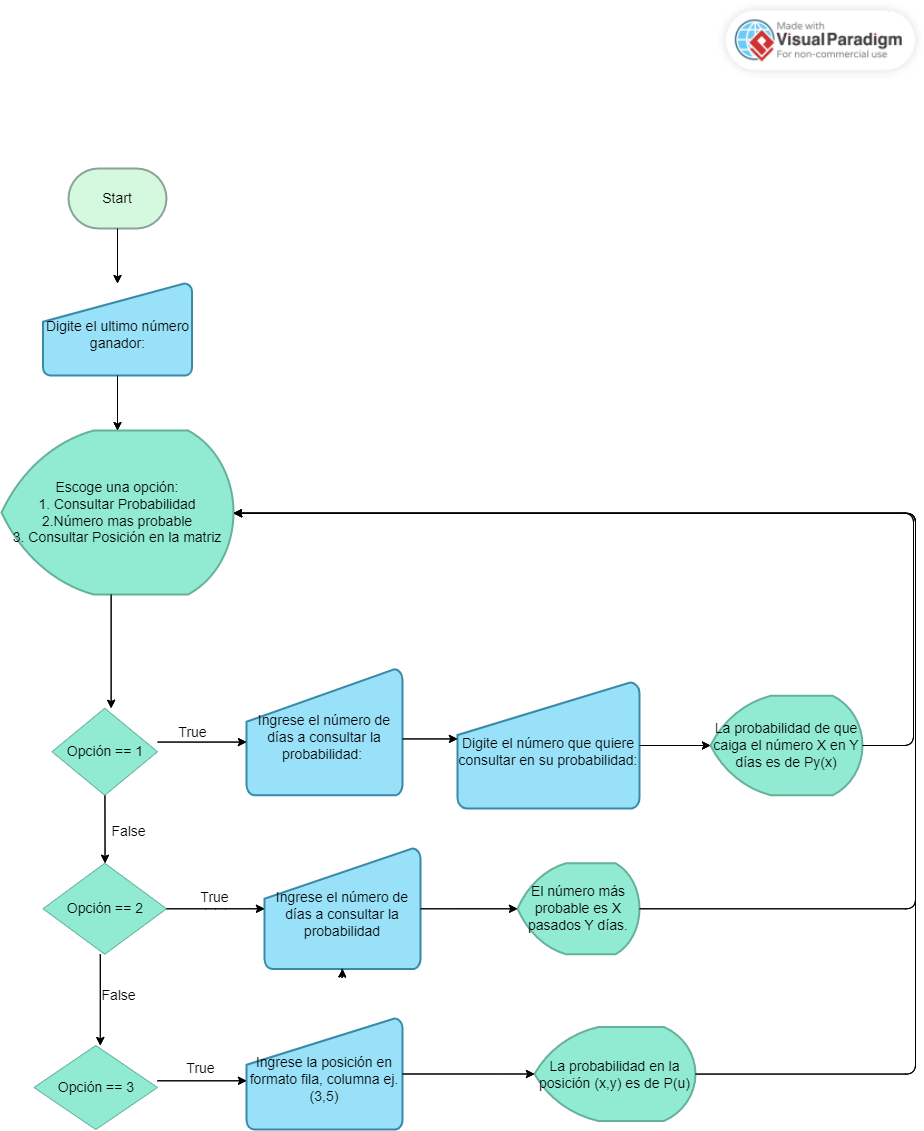 Made with
Visual Paradigm
For non-commercial use
Start
Digite el ultimo número
ganador:
Escoge una opción:
1. Consultar Probabilidad
2.Número mas probable
3. Consultar Posición en la matriz
Opción == 1
True
Ingrese el número de
días a consultar la
probabilidad:
Digite el número que quiere
consultar en su probabilidad:
La probabilidad de que
caiga el número X en Y
días es de Py(x)
False
Opción == 2
True
Ingrese el número de
días a consultar la
probabilidad
El número más
probable es X
pasados Y días.
False
Opción == 3
True
Ingrese la posición en
formato fila, columna ej.
(3,5)
La probabilidad en la
posición (x,y) es de P(u)